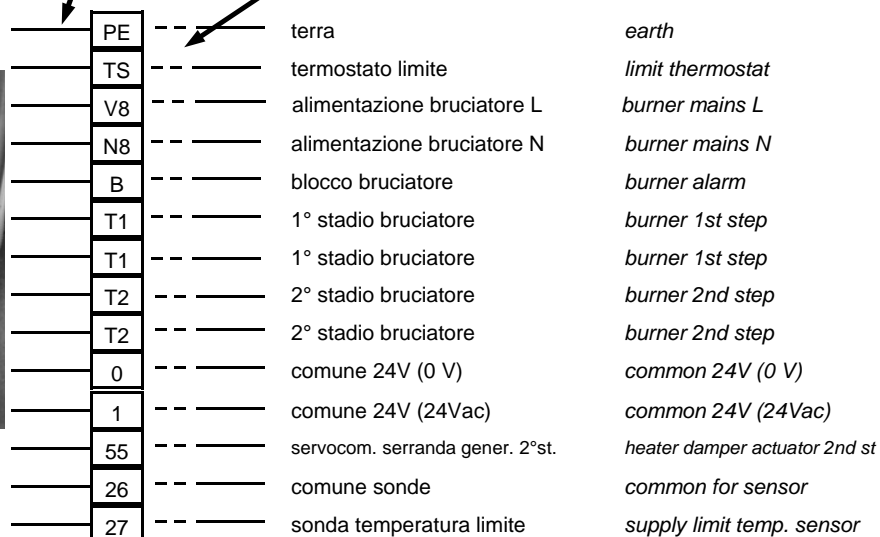 PE terra earth
TS termostato limite limit thermostat
V8 alimentazione bruciatore L burner mains L
N8 alimentazione bruciatore N burner mains N
B blocco bruciatore burner alarm
T1 1° stadio bruciatore burner 1st step
T1 1° stadio bruciatore burner 1st step
T2 2° stadio bruciatore burner 2nd step
T2 2° stadio bruciatore burner 2nd step
0 comune 24V (0 V) common 24V (0 V)
1 comune 24V (24Vac) common 24V (24Vac)
55 servocom. serranda gener. 2°st. heater damper actuator 2nd st
26 comune sonde common for sensor
27 sonda temperatura limite supply limit temp. sensor